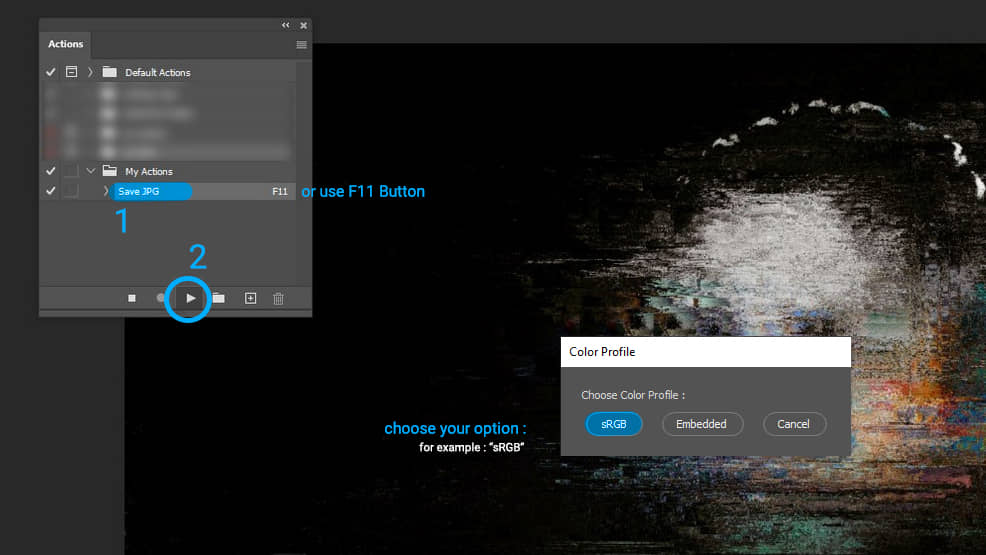 Actions
Default Actions
My Actions
Save JPG F11 or use F11 Button
1
2
Color Profile
Choose Color Profile :
sRGB Embedded Cancel
choose your option :
for example : “sRGB”